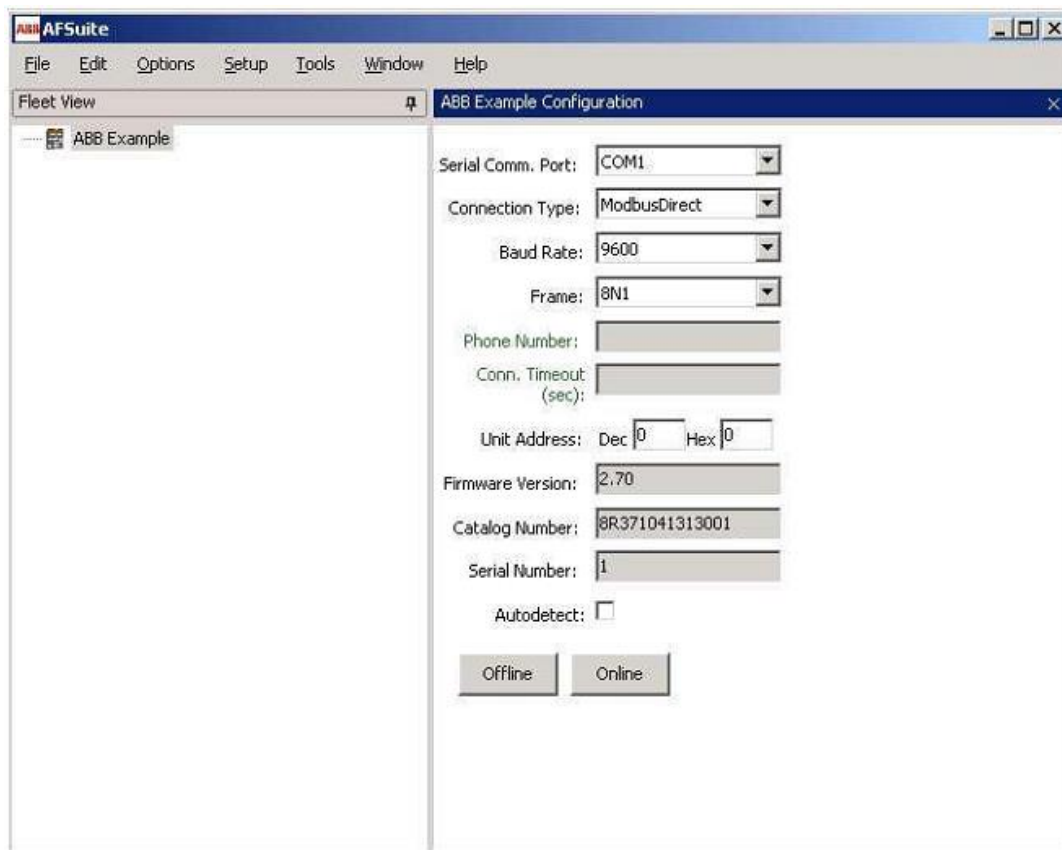 ABB AFSuite
File Edit Options Setup Tools Window Help
Fleet View
ABB Example
ABB Example Configuration
Serial Comm. Port: COM1
Connection Type: ModbusDirect
Baud Rate: 9600
Frame: 8N1
Phone Number:
Conn. Timeout
(sec):
Unit Address: Dec 0 Hex 0
Firmware Version: 2.70
Catalog Number: 8R371041313001
Serial Number: 1
Autodetect:
Offline Online